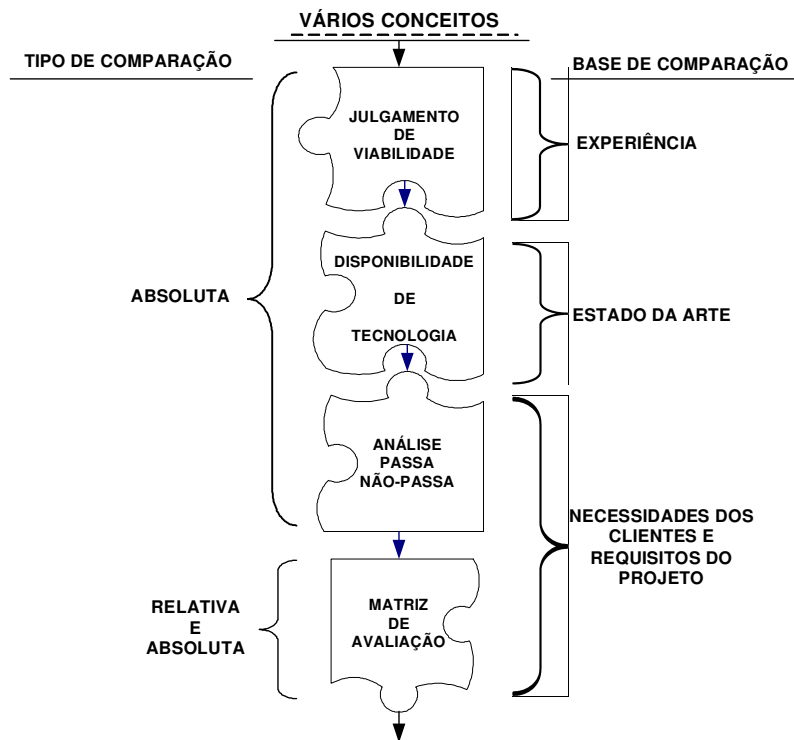 VÁRIOS CONCEITOS
TIPO DE COMPARAÇÃO
BASE DE COMPARAÇÃO
JULGAMENTO
DE
VIABILIDADE
EXPERIÊNCIA
DISPONIBILIDADE
DE
TECNOLOGIA
ABSOLUTA
ESTADO DA ARTE
ANÁLISE
PASSA
NÃO-PASSA
NECESSIDADES DOS
CLIENTES E
REQUISITOS DO
PROJETO
RELATIVA
E
ABSOLUTA
MATRIZ
DE
AVALIAÇÃO